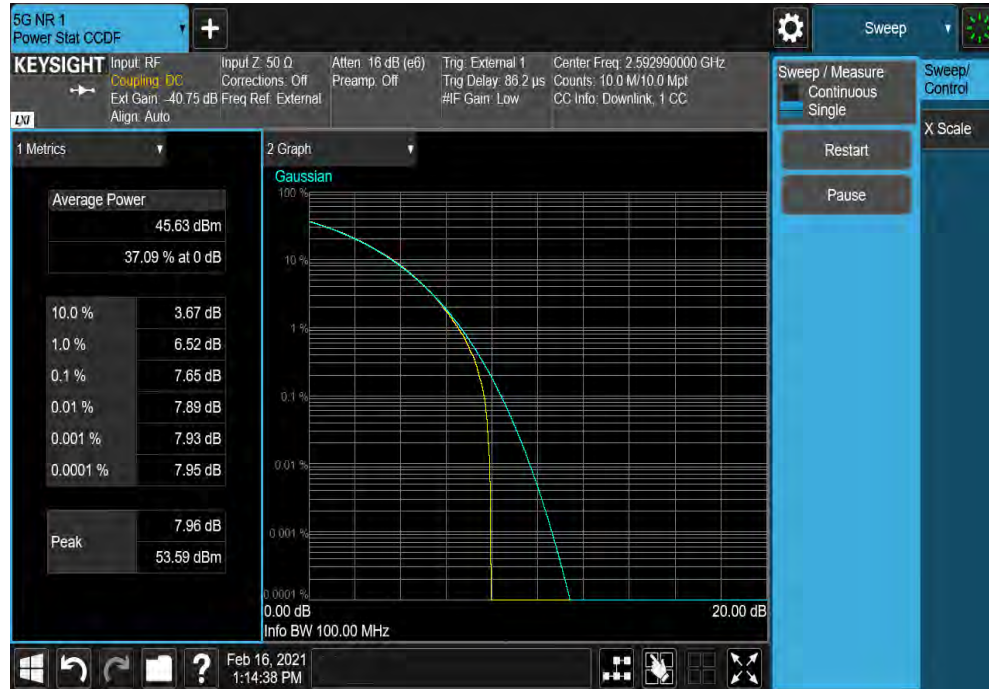 5G NR 1
Power Stat CCDF
+
Sweep
KEYSIGHT
LXI
Input: RF
Coupling: DC
Ext Gain: -40.75 dB
Align: Auto
Input Z: 50 Ω
Corrections: Off
Freq Ref: External
Atten: 16 dB (e6)
Preamp: Off
Trig: External 1
Trig Delay: 86.2 µs
#IF Gain: Low
Center Freq: 2.592990000 GHz
Counts: 10.0 M/10.0 Mpt
CC Info: Downlink, 1 CC
Sweep / Measure
Continuous
Single
Restart
Pause
Sweep/
Control
X Scale
1 Metrics
Average Power
45.63 dBm
37.09 % at 0 dB
10.0 % 3.67 dB
1.0 % 6.52 dB
0.1 % 7.65 dB
0.01 % 7.89 dB
0.001 % 7.93 dB
0.0001 % 7.95 dB
Peak
7.96 dB
53.59 dBm
2 Graph
Gaussian
100 %
10 %
1 %
0.1 %
0.01 %
0.001 %
0.0001 %
0.00 dB 20.00 dB
Info BW 100.00 MHz
?
Feb 16, 2021
1:14:38 PM